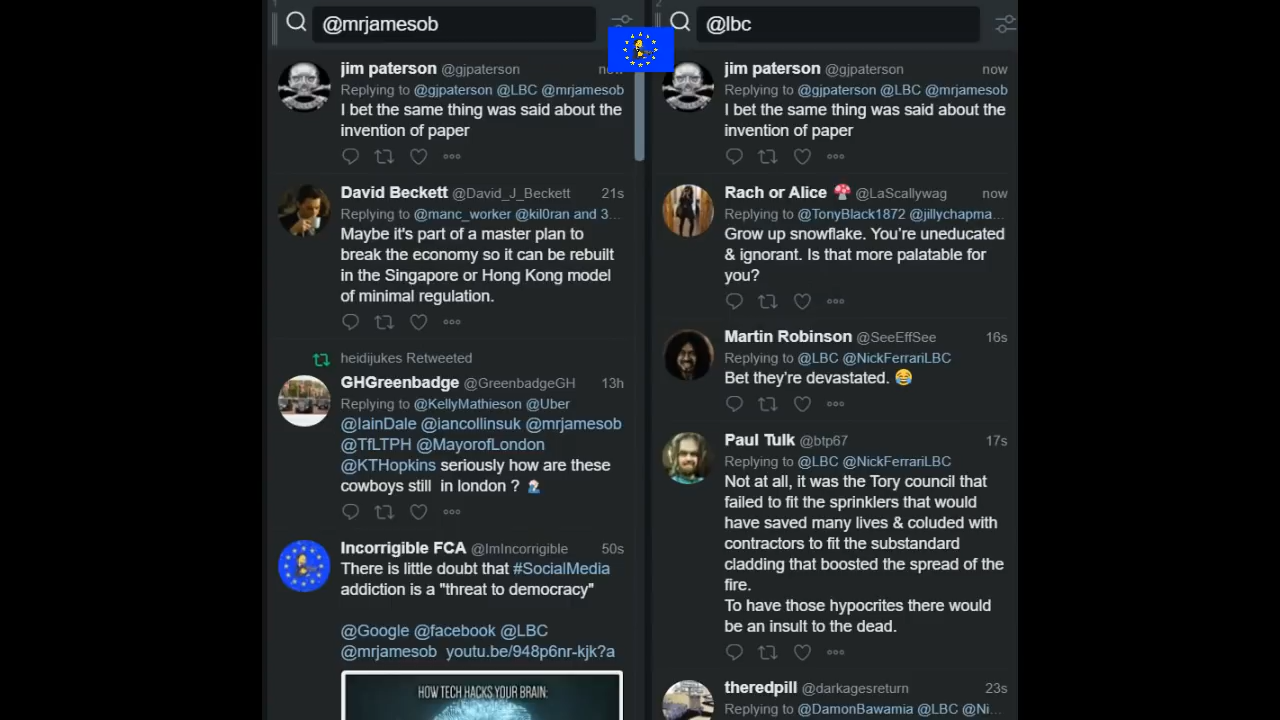 1
@mrjamesob
jim paterson @gjpaterson now
Replying to @gjpaterson @LBC @mrjamesob
I bet the same thing was said about the
invention of paper
David Beckett @David_J_Beckett 21s
Replying to @manc_worker @kil0ran and 3...
Maybe it's part of a master plan to
break the economy so it can be rebuilt
in the Singapore or Hong Kong model
of minimal regulation.
heidijukes Retweeted
GHGreenbadge @GreenbadgeGH 13h
Replying to @KellyMathieson @Uber
@IainDale @iancollinsuk @mrjamesob
@TfLTPH @MayorofLondon
@KTHopkins seriously how are these
cowboys still in london ?
Incorrigible FCA @ImIncorrigible 50s
There is little doubt that #SocialMedia
addiction is a "threat to democracy"
@Google @facebook @LBC
@mrjamesob youtu.be/948p6nr-kjk?a
HOW TECH HACKS YOUR BRAIN:
2
@lbc
jim paterson @gjpaterson now
Replying to @gjpaterson @LBC @mrjamesob
I bet the same thing was said about the
invention of paper
Rach or Alice 🍄 @LaScallywag now
Replying to @TonyBlack1872 @jillychapma...
Grow up snowflake. You're uneducated
& ignorant. Is that more palatable for
you?
Martin Robinson @SeeEffSee 16s
Replying to @LBC @NickFerrariLBC
Bet they're devastated. 😂
Paul Tulk @btp67 17s
Replying to @LBC @NickFerrariLBC
Not at all, it was the Tory council that
failed to fit the sprinklers that would
have saved many lives & coluded with
contractors to fit the substandard
cladding that boosted the spread of the
fire.
To have those hypocrites there would
be an insult to the dead.
theredpill @darkagesreturn 23s
Replying to @DamonBawamia @LBC @Ni...